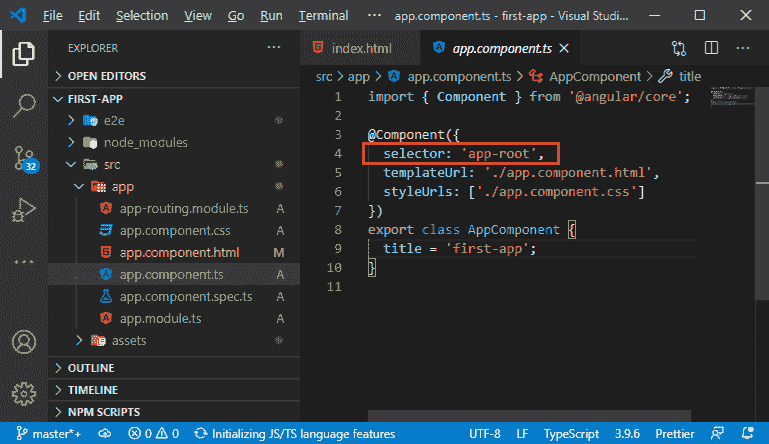 File Edit Selection View Go Run Terminal ··· app.component.ts - first-app - Visual Studi...
EXPLORER ···
index.html
app.component.ts
src > app > app.component.ts > AppComponent > title
OPEN EDITORS
FIRST-APP
e2e
node_modules
src
app
app-routing.module.ts A
app.component.css A
app.component.html M
app.component.ts A
app.component.spec.ts A
app.module.ts A
assets
OUTLINE
TIMELINE
NPM SCRIPTS
32
1 import { Component } from '@angular/core';
2
3 @Component({
4 selector: 'app-root',
5 templateUrl: './app.component.html',
6 styleUrls: ['./app.component.css']
7 })
8 export class AppComponent {
9 title = 'first-app';
10 }
11
master*+ 0 0 Initializing JS/TS language features UTF-8 LF TypeScript 3.9.6 Prettier